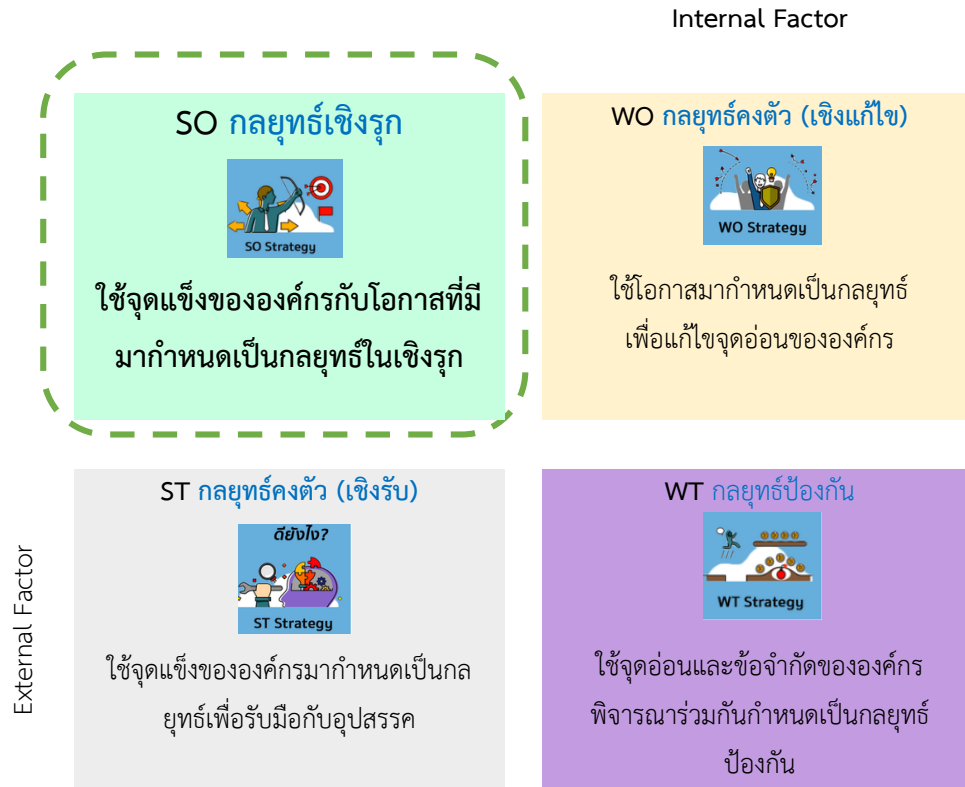 Internal Factor
SO กลยุทธ์เชิงรุก
SO Strategy
ใช้จุดแข็งขององค์กรกับโอกาสที่มี
มากำหนดเป็นกลยุทธ์ในเชิงรุก
WO กลยุทธ์คงตัว (เชิงแก้ไข)
WO Strategy
ใช้โอกาสมากำหนดเป็นกลยุทธ์
เพื่อแก้ไขจุดอ่อนขององค์กร
External Factor
ST กลยุทธ์คงตัว (เชิงรับ)
ดียังไง?
ST Strategy
ใช้จุดแข็งขององค์กรมากำหนดเป็นกล
ยุทธ์เพื่อรับมือกับอุปสรรค
WT กลยุทธ์ป้องกัน
WT Strategy
ใช้จุดอ่อนและข้อจำกัดขององค์กร
พิจารณาร่วมกันกำหนดเป็นกลยุทธ์
ป้องกัน